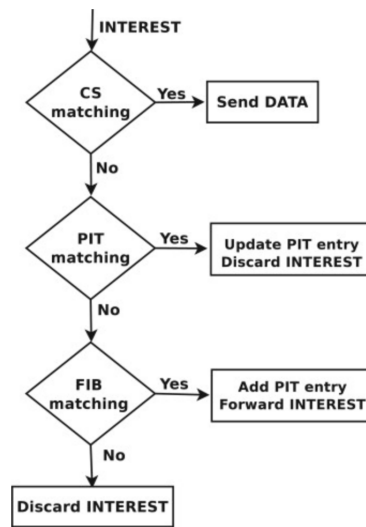 INTEREST
CS
matching
Yes
Send DATA
No
PIT
matching
Yes
Update PIT entry
Discard INTEREST
No
FIB
matching
Yes
Add PIT entry
Forward INTEREST
No
Discard INTEREST